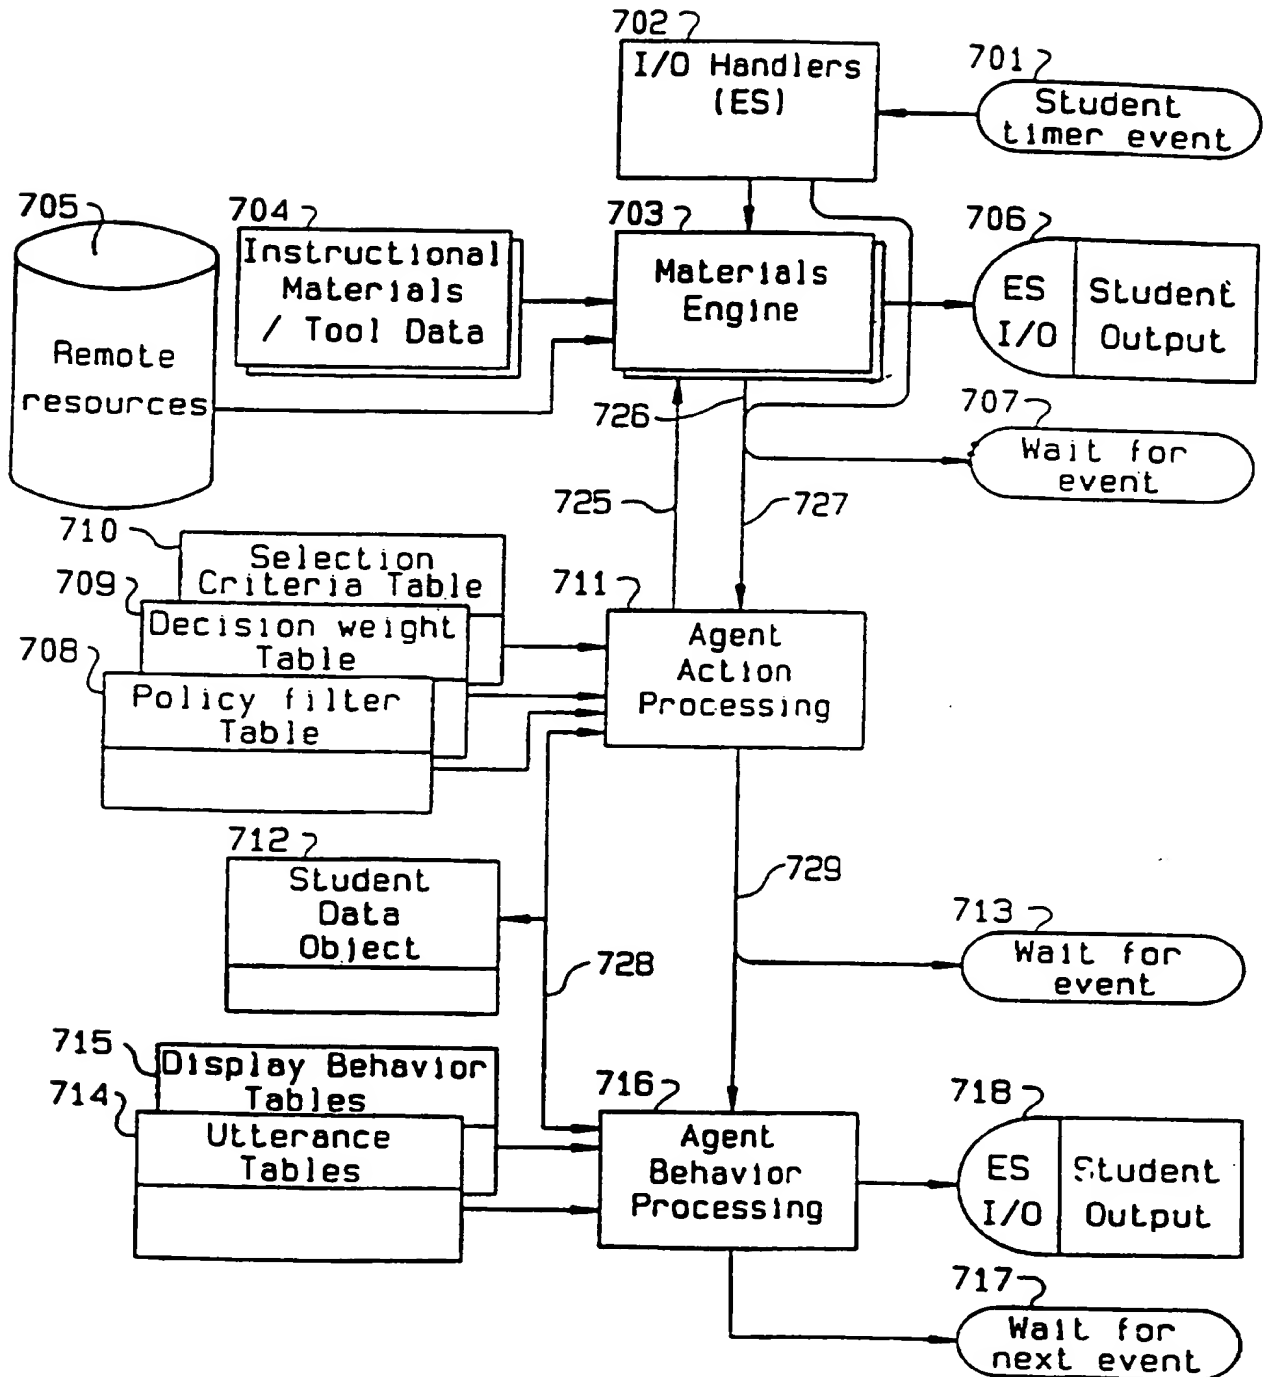 702
I/O Handlers
(ES)
701
Student
timer event
705
Remote
resources
704
Instructional
Materials
/ Tool Data
703
Materials
Engine
706
ES
I/O
Student
Output
726
707
Wait for
event
725
727
710
Selection
Criteria Table
709
Decision weight
Table
708
Policy filter
Table
711
Agent
Action
Processing
712
Student
Data
Object
729
728
713
Wait for
event
715
Display Behavior
Tables
714
Utterance
Tables
716
Agent
Behavior
Processing
718
ES
I/O
Student
Output
717
Wait for
next event